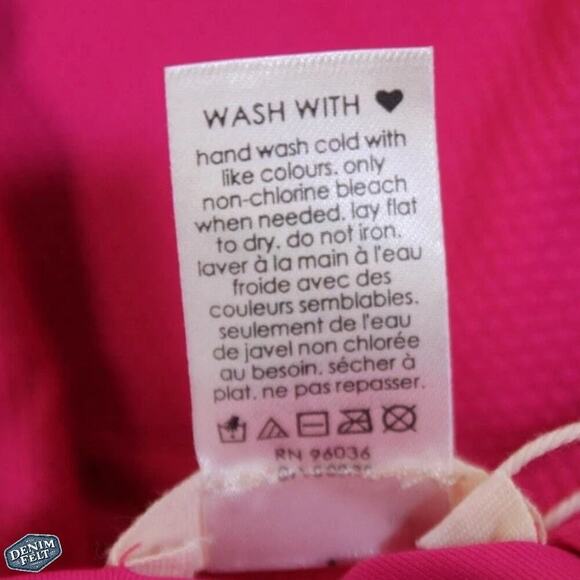 WASH WITH ♥
hand wash cold with
like colours. only
non-chlorine bleach
when needed. lay flat
to dry. do not iron.
laver à la main à l'eau
froide avec des
couleurs semblables.
seulement de l'eau
de javel non chlorée
au besoin. sécher à
plat. ne pas repasser.
RN 96036
DENIM
FELT